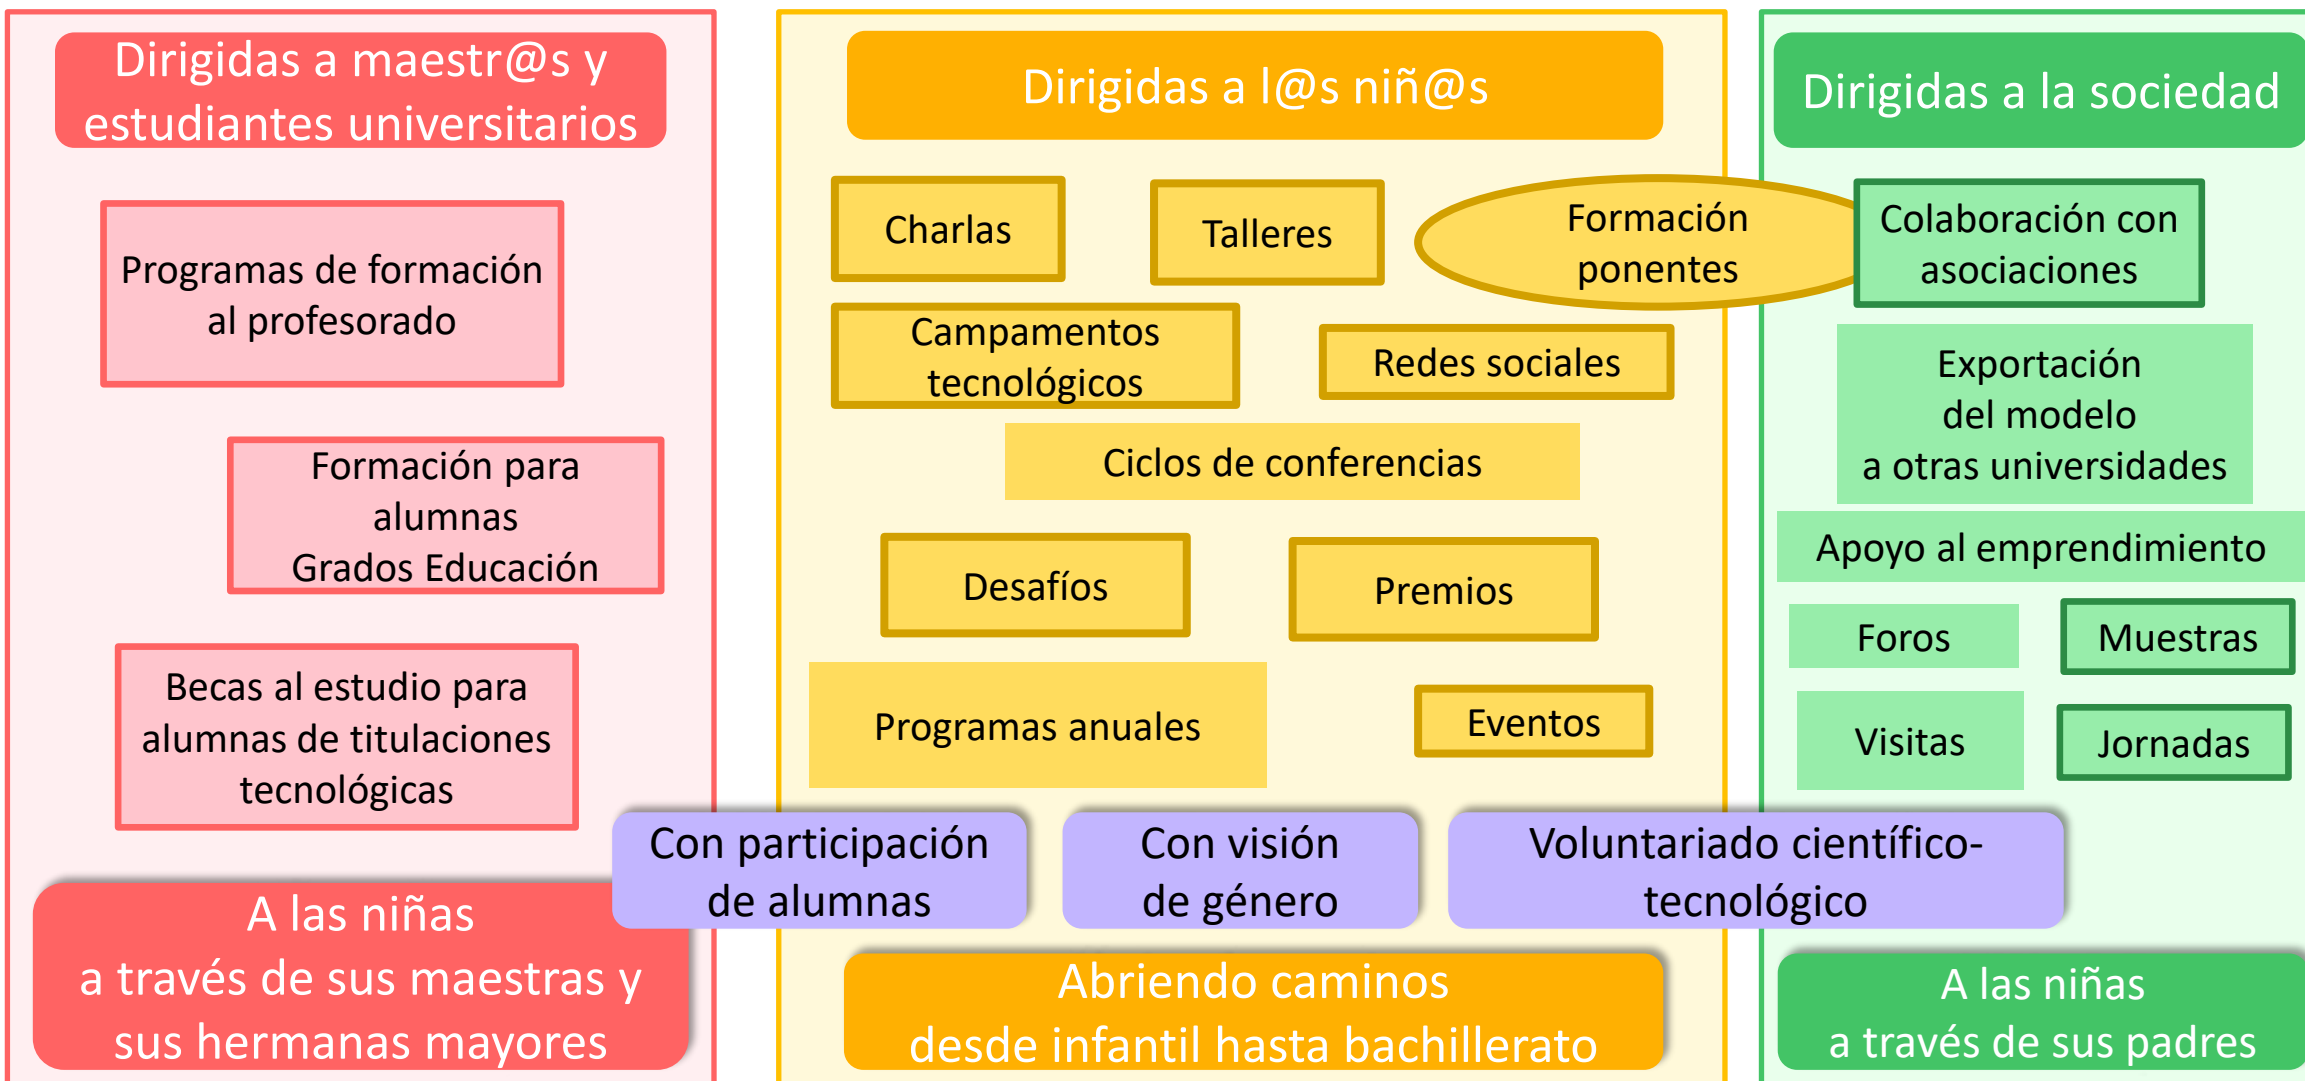 Dirigidas a maestr@s y
estudiantes universitarios
Programas de formación
al profesorado
Formación para
alumnas
Grados Educación
Becas al estudio para
alumnas de titulaciones
tecnológicas
A las niñas
a través de sus maestras y
sus hermanas mayores
Dirigidas a l@s niñ@s
Charlas
Talleres
Formación
ponentes
Campamentos
tecnológicos
Redes sociales
Ciclos de conferencias
Desafíos
Premios
Programas anuales
Eventos
Con participación
de alumnas
Con visión
de género
Voluntariado científico-
tecnológico
Abriendo caminos
desde infantil hasta bachillerato
Dirigidas a la sociedad
Colaboración con
asociaciones
Exportación
del modelo
a otras universidades
Apoyo al emprendimiento
Foros
Muestras
Visitas
Jornadas
A las niñas
a través de sus padres